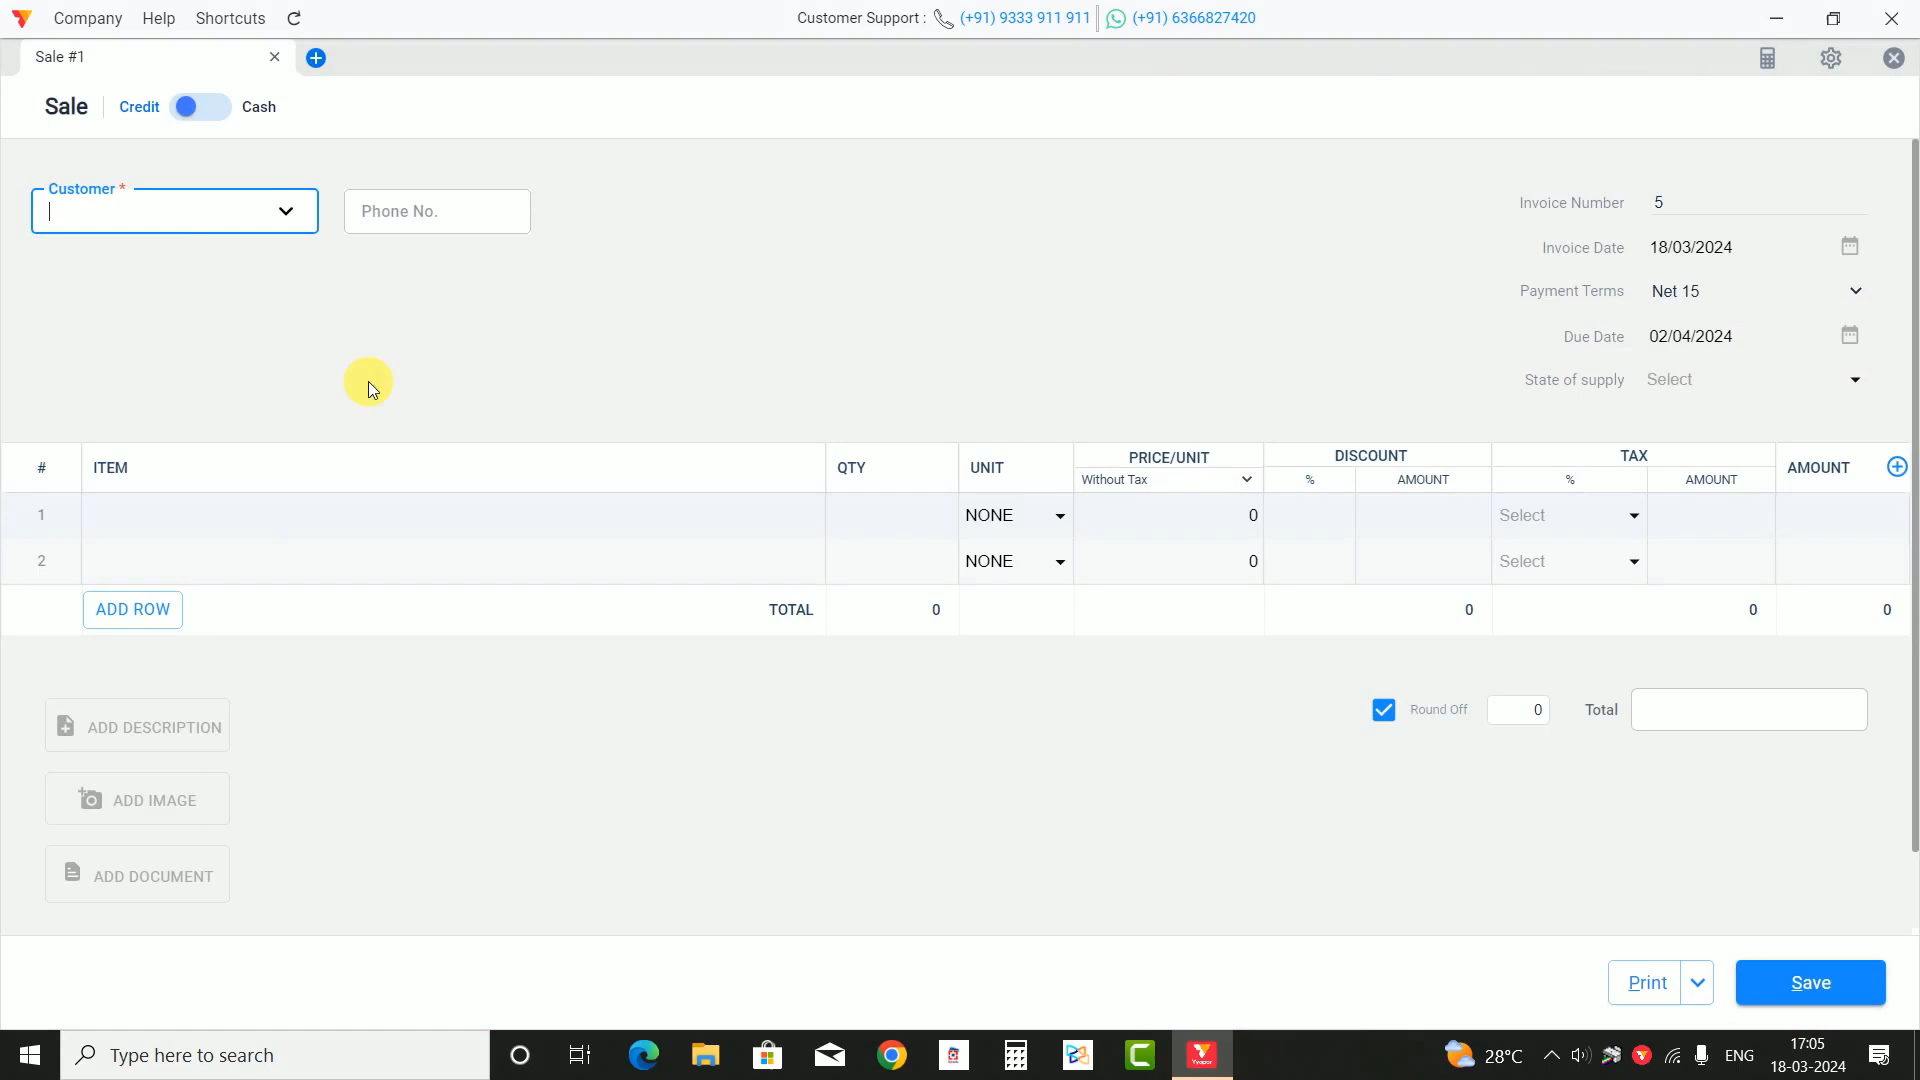 Company Help Shortcuts Customer Support : (+91) 9333 911 911 (+91) 6366827420
Sale #1
Sale Credit Cash
Customer *
Phone No.
Invoice Number 5
Invoice Date 18/03/2024
Payment Terms Net 15
Due Date 02/04/2024
State of supply Select
# ITEM QTY UNIT PRICE/UNIT DISCOUNT TAX AMOUNT
Without Tax % AMOUNT % AMOUNT
1 NONE 0 Select
2 NONE 0 Select
ADD ROW TOTAL 0 0 0 0
ADD DESCRIPTION
Round Off 0 Total
ADD IMAGE
ADD DOCUMENT
Print Save
Type here to search 28°C ENG 17:05
18-03-2024